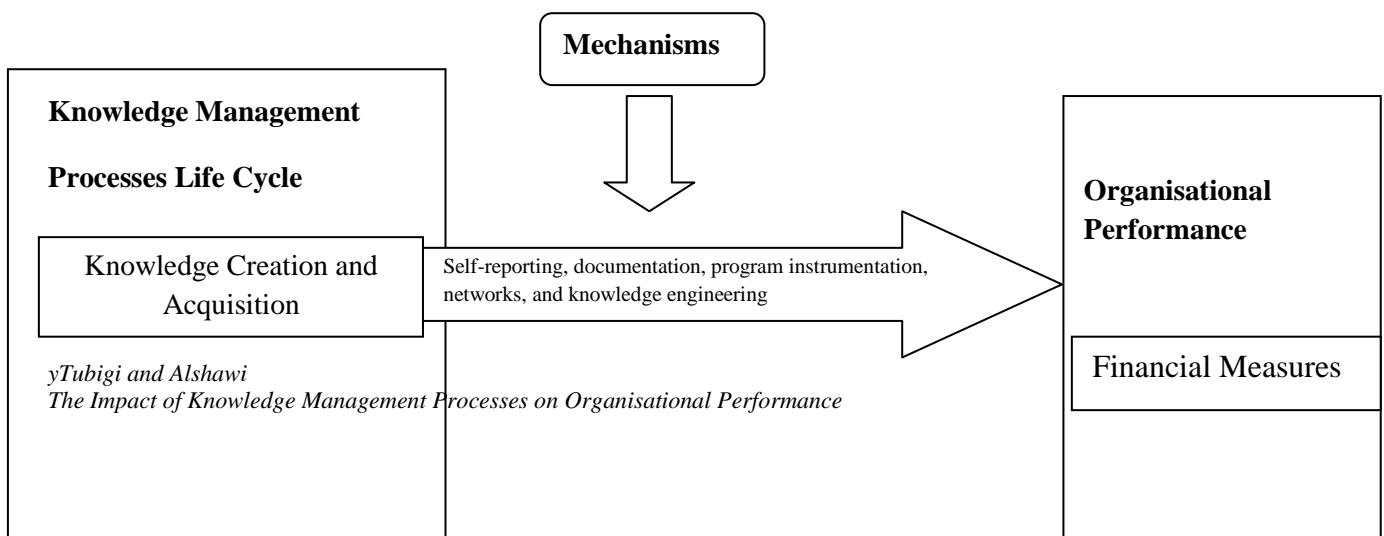 Mechanisms
Knowledge Management
Processes Life Cycle
Knowledge Creation and
Acquisition
Self-reporting, documentation, program instrumentation,
networks, and knowledge engineering
Organisational
Performance
Financial Measures
yTubigi and Alshawi
The Impact of Knowledge Management Processes on Organisational Performance